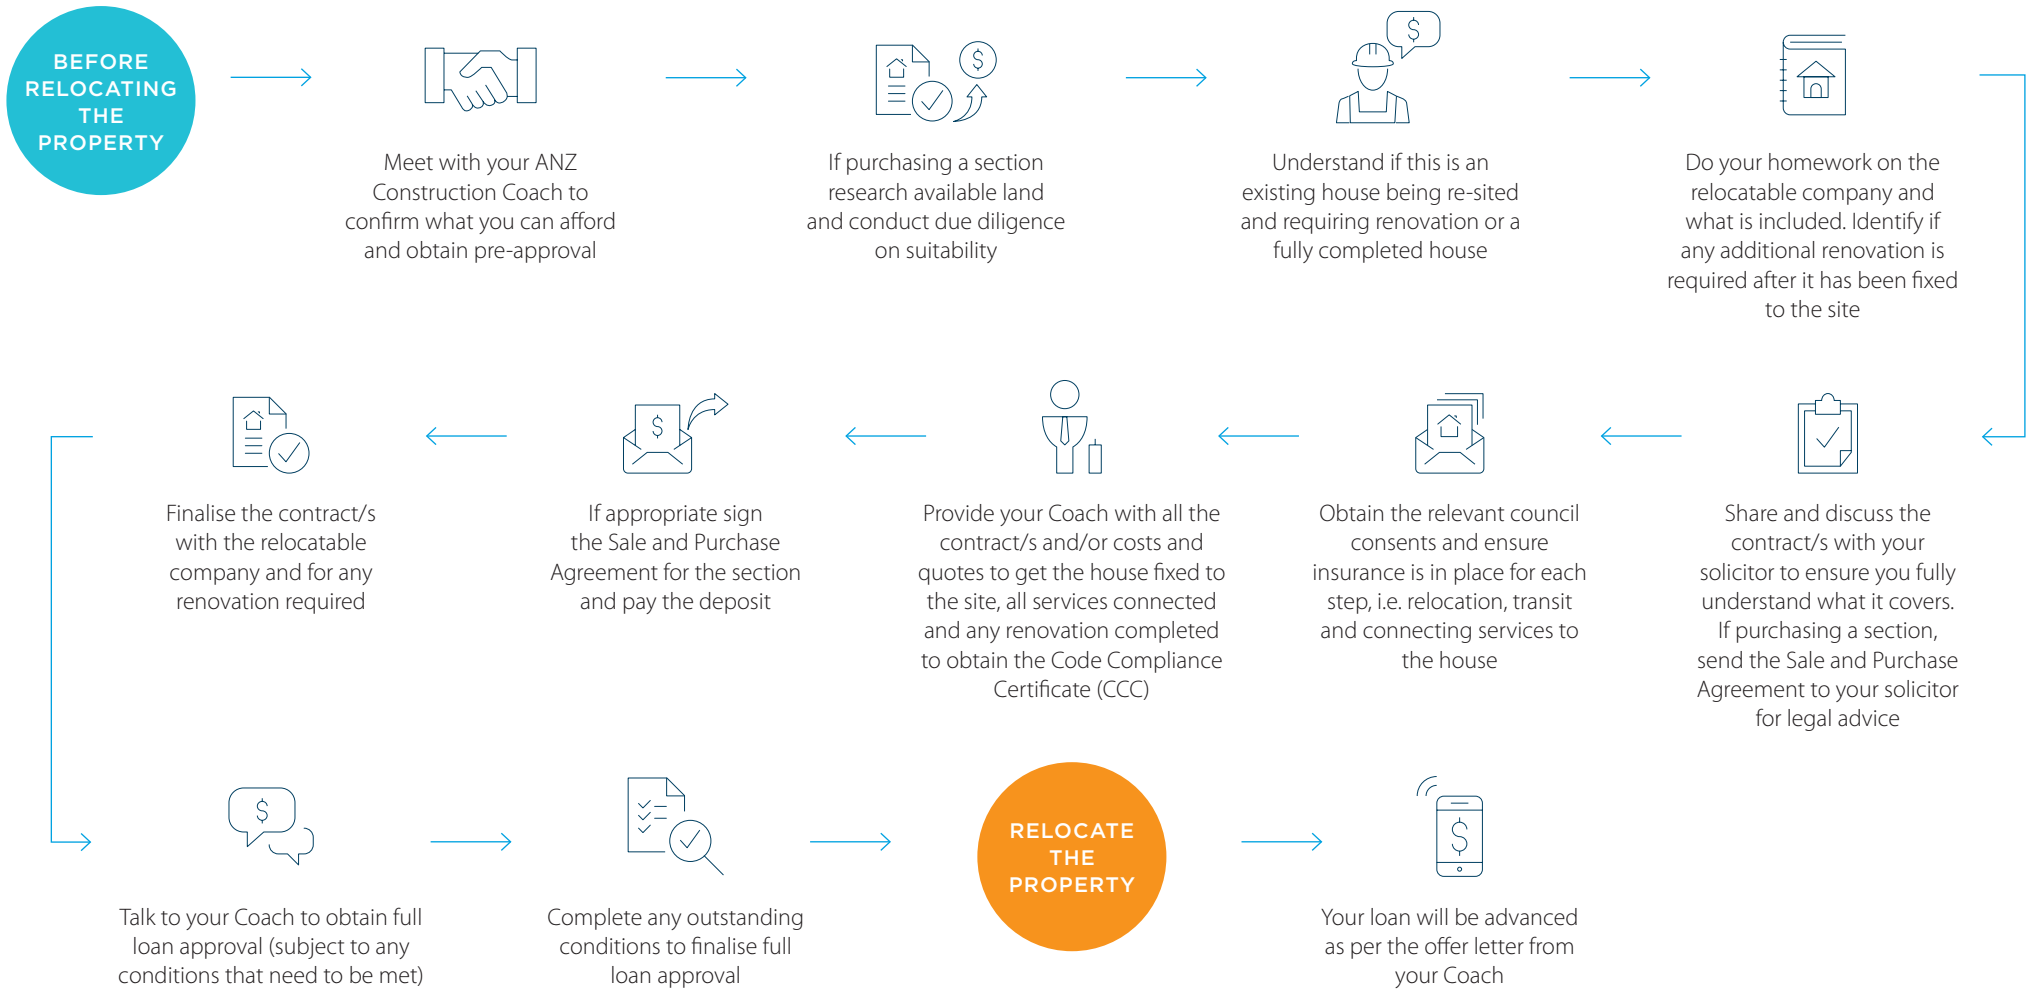 BEFORE
RELOCATING
THE
PROPERTY
Meet with your ANZ
Construction Coach to
confirm what you can afford
and obtain pre-approval
If purchasing a section
research available land
and conduct due diligence
on suitability
Understand if this is an
existing house being re-sited
and requiring renovation or a
fully completed house
Do your homework on the
relocatable company and
what is included. Identify if
any additional renovation is
required after it has been fixed
to the site
Share and discuss the
contract/s with your
solicitor to ensure you fully
understand what it covers.
If purchasing a section,
send the Sale and Purchase
Agreement to your solicitor
for legal advice
Obtain the relevant council
consents and ensure
insurance is in place for each
step, i.e. relocation, transit
and connecting services to
the house
Provide your Coach with all the
contract/s and/or costs and
quotes to get the house fixed to
the site, all services connected
and any renovation completed
to obtain the Code Compliance
Certificate (CCC)
If appropriate sign
the Sale and Purchase
Agreement for the section
and pay the deposit
Finalise the contract/s
with the relocatable
company and for any
renovation required
Talk to your Coach to obtain full
loan approval (subject to any
conditions that need to be met)
Complete any outstanding
conditions to finalise full
loan approval
RELOCATE
THE
PROPERTY
Your loan will be advanced
as per the offer letter from
your Coach